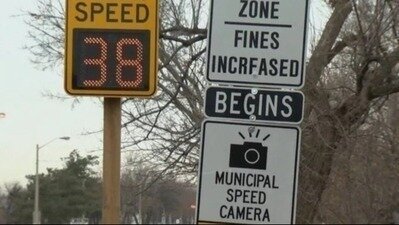 SPEED
38
ZONE
FINES
INCREASED
BEGINS
MUNICIPAL
SPEED
CAMERA